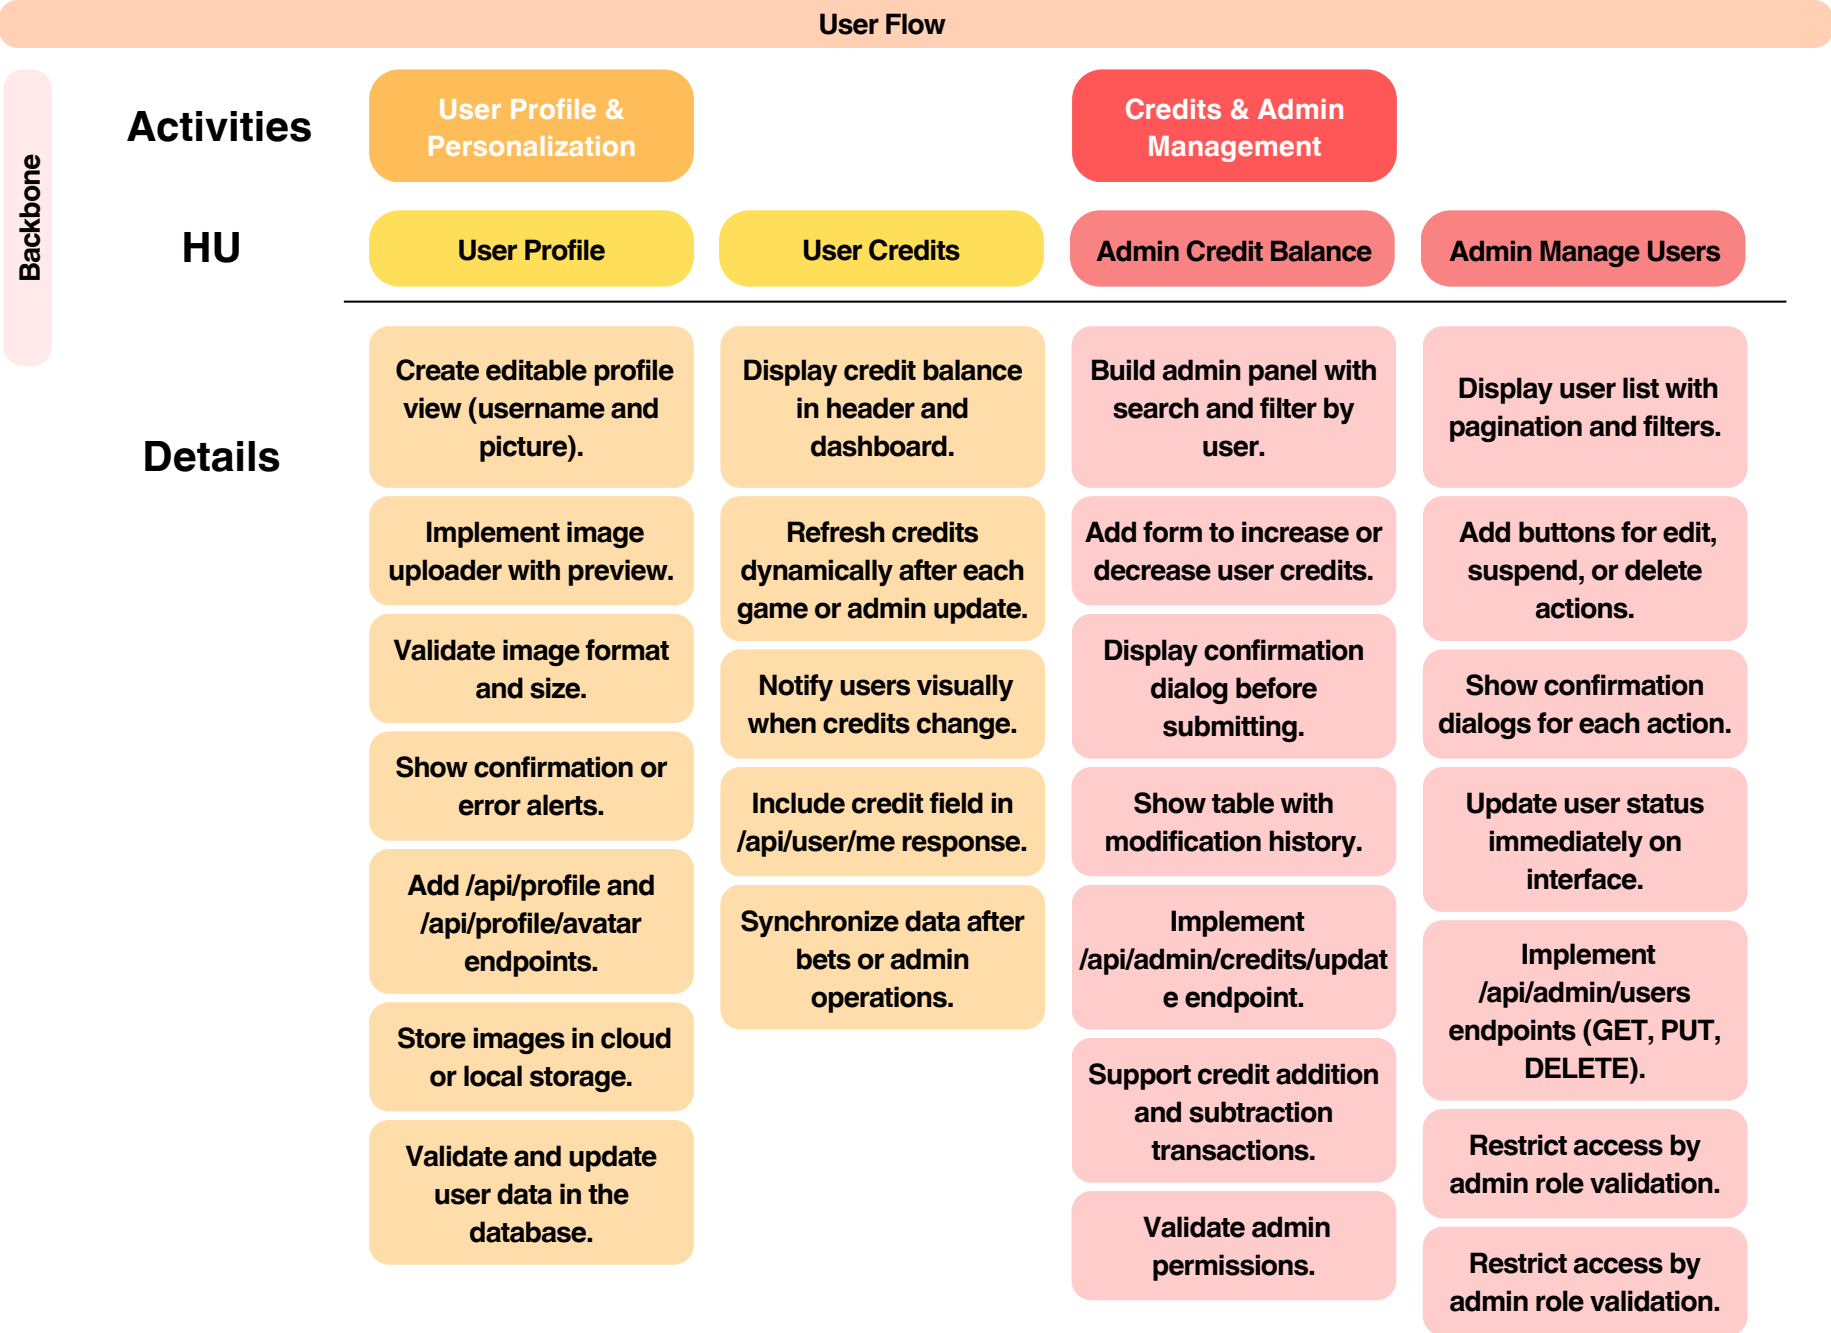 User Flow
Backbone
Activities
User Profile &
Personalization
Credits & Admin
Management
HU
User Profile
User Credits
Admin Credit Balance
Admin Manage Users
Details
Create editable profile
view (username and
picture).
Implement image
uploader with preview.
Validate image format
and size.
Show confirmation or
error alerts.
Add /api/profile and
/api/profile/avatar
endpoints.
Store images in cloud
or local storage.
Validate and update
user data in the
database.
Display credit balance
in header and
dashboard.
Refresh credits
dynamically after each
game or admin update.
Notify users visually
when credits change.
Include credit field in
/api/user/me response.
Synchronize data after
bets or admin
operations.
Build admin panel with
search and filter by
user.
Add form to increase or
decrease user credits.
Display confirmation
dialog before
submitting.
Show table with
modification history.
Implement
/api/admin/credits/updat
e endpoint.
Support credit addition
and subtraction
transactions.
Validate admin
permissions.
Display user list with
pagination and filters.
Add buttons for edit,
suspend, or delete
actions.
Show confirmation
dialogs for each action.
Update user status
immediately on
interface.
Implement
/api/admin/users
endpoints (GET, PUT,
DELETE).
Restrict access by
admin role validation.
Restrict access by
admin role validation.